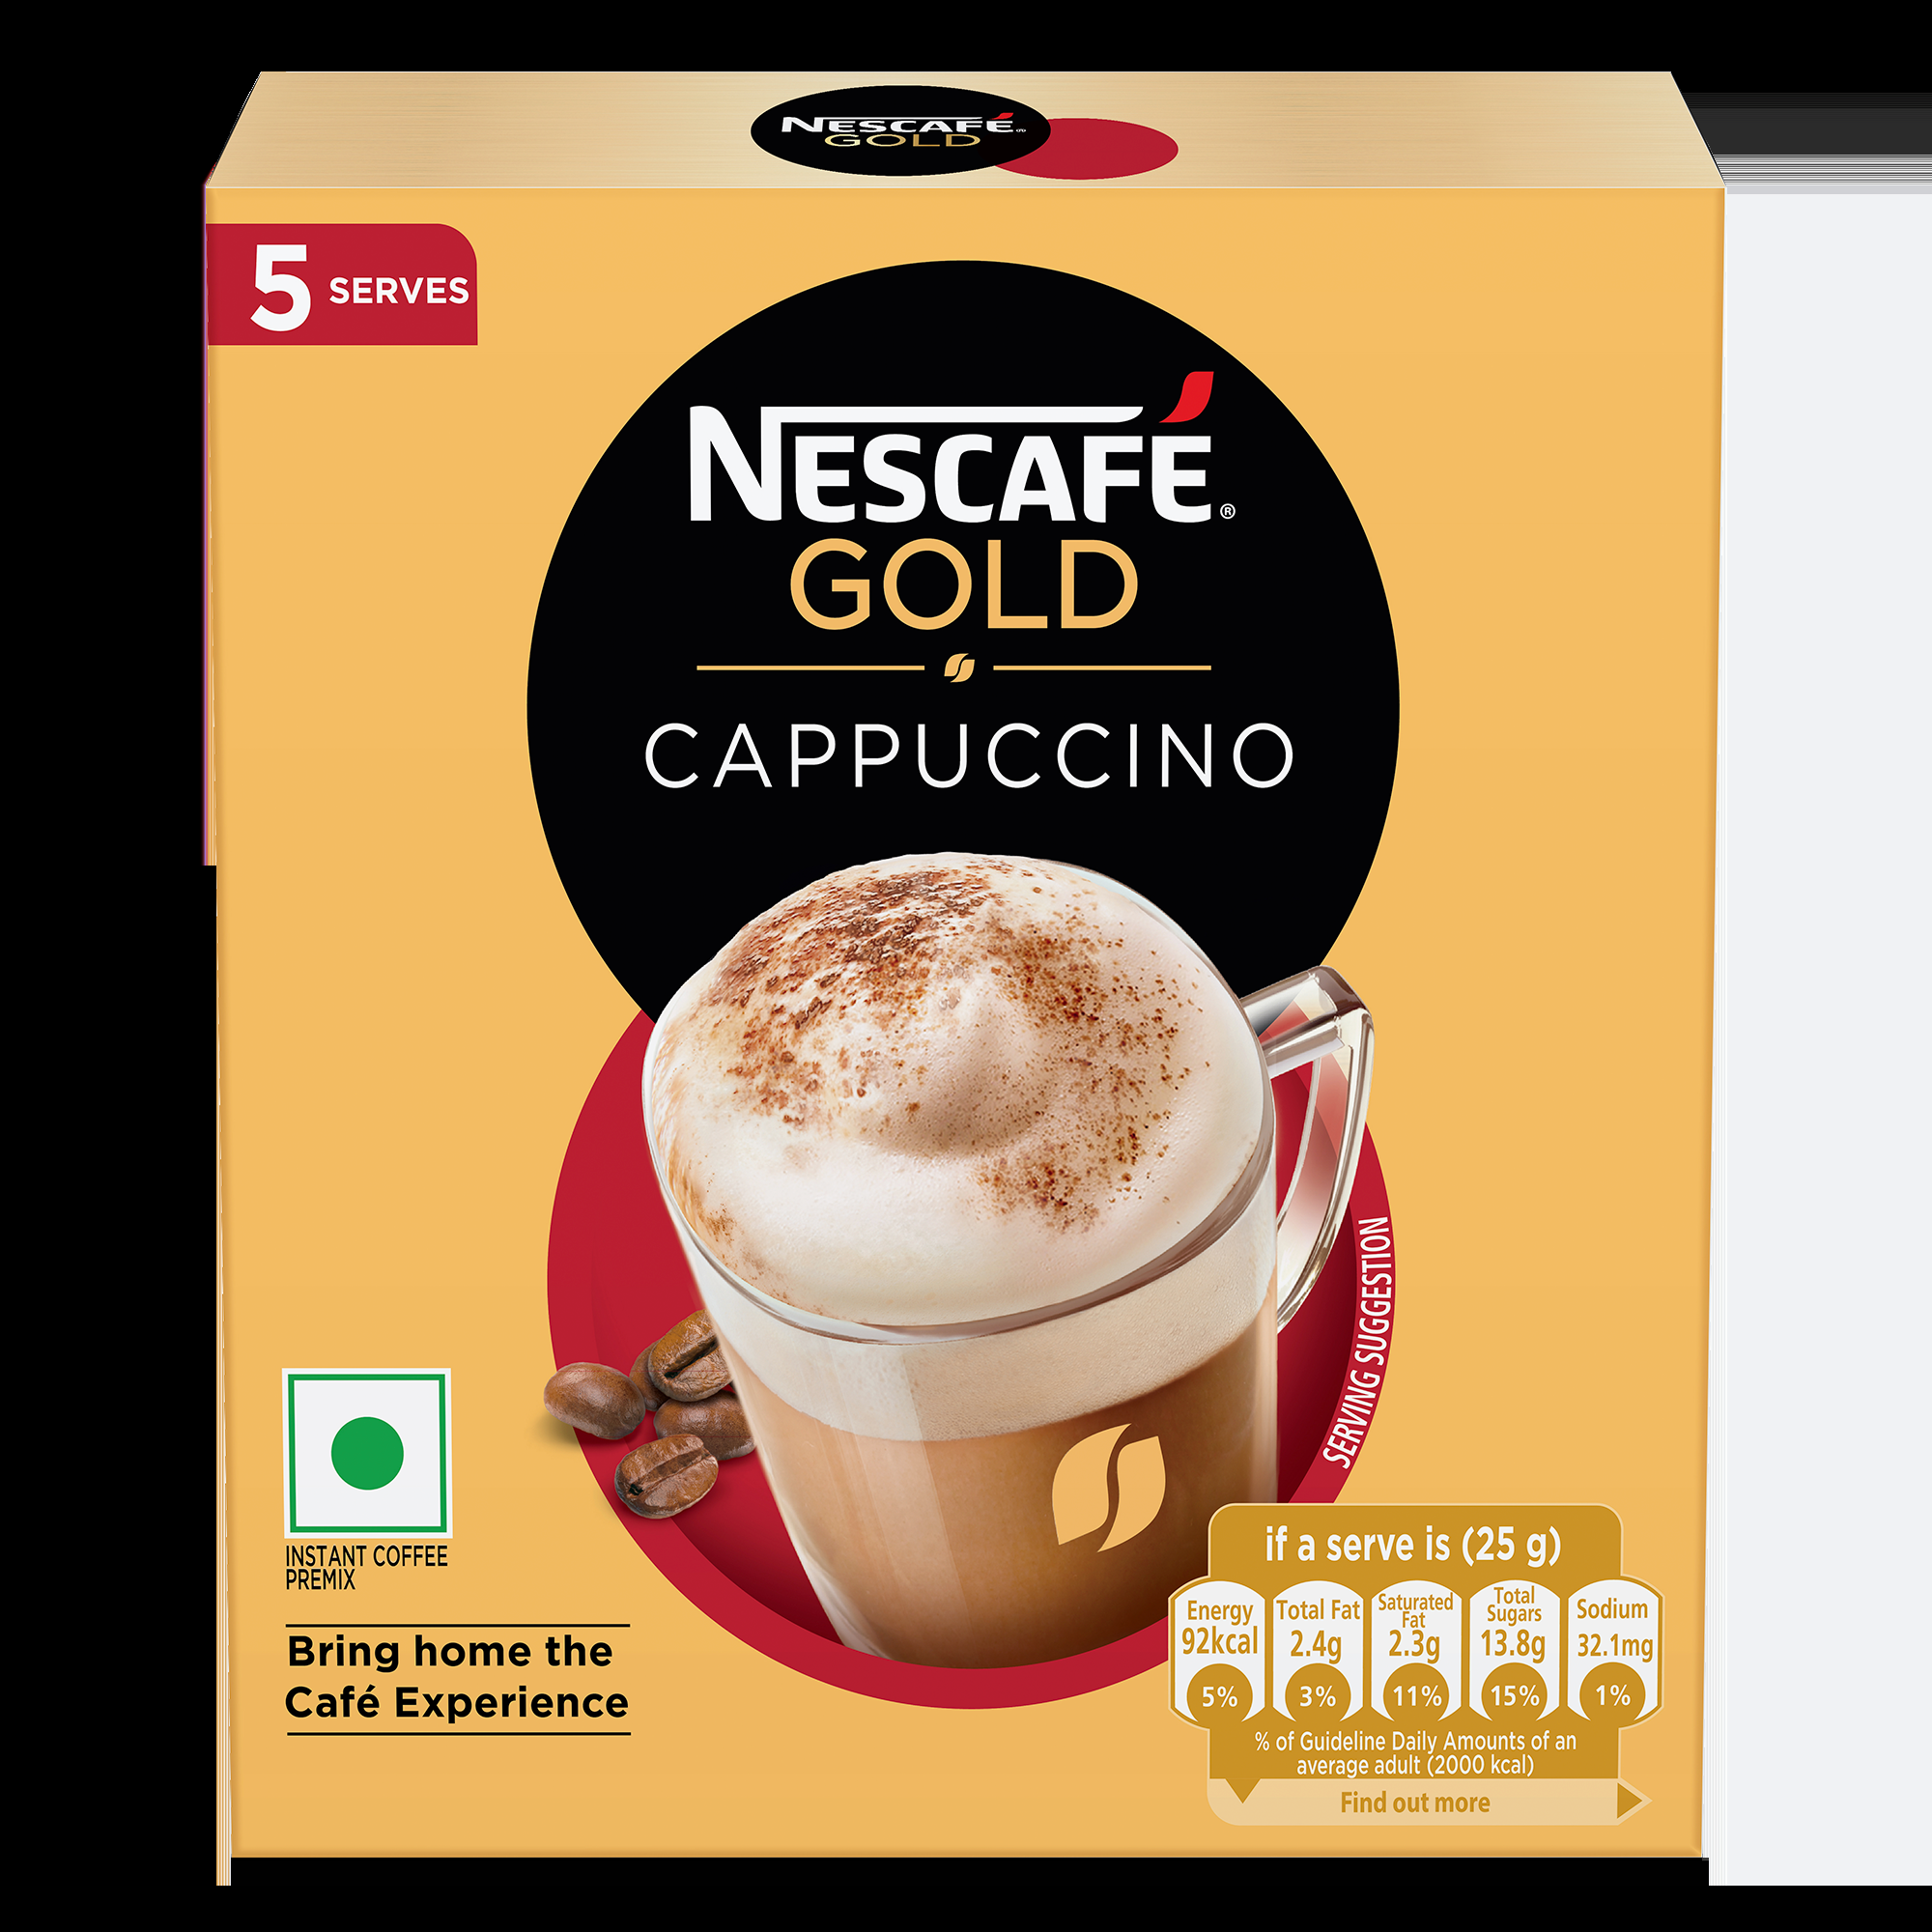 NESCAFÉ®
GOLD
5 SERVES
NESCAFÉ®
GOLD
CAPPUCCINO
SERVING SUGGESTION
INSTANT COFFEE
PREMIX
Bring home the
Café Experience
if a serve is (25 g)
Energy 92kcal 5%
Total Fat 2.4g 3%
Saturated Fat 2.3g 11%
Total Sugars 13.8g 15%
Sodium 32.1mg 1%
% of Guideline Daily Amounts of an
average adult (2000 kcal)
Find out more